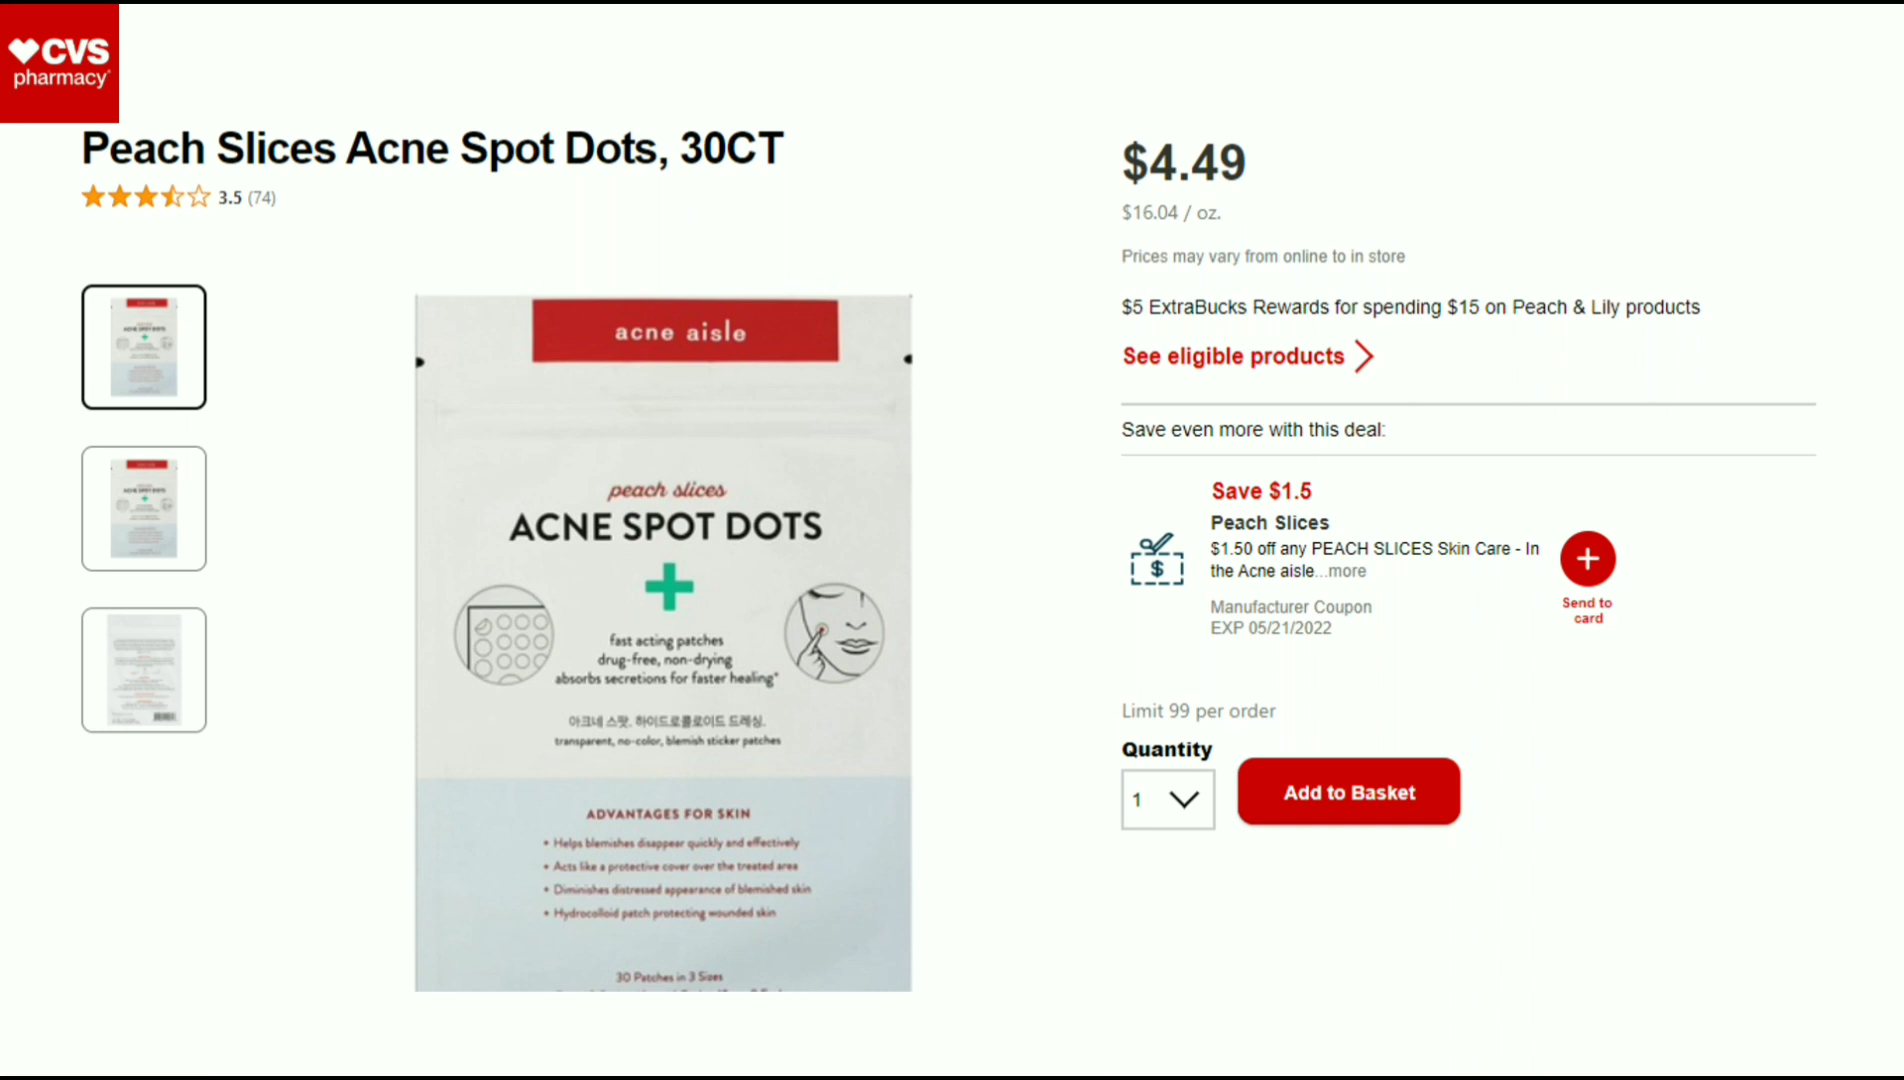 CVS
pharmacy
Peach Slices Acne Spot Dots, 30CT
3.5 (74)
acne aisle
peach slices
ACNE SPOT DOTS
fast acting patches
drug-free, non-drying
absorbs secretions for faster healing*
아크네 스팟. 하이드로콜로이드 드레싱.
transparent, no-color, blemish sticker patches
ADVANTAGES FOR SKIN
• Helps blemishes disappear quickly and effectively
• Acts like a protective cover over the treated area
• Diminishes distressed appearance of blemished skin
• Hydrocolloid patch protecting wounded skin
30 Patches in 3 Sizes
$4.49
$16.04 / oz.
Prices may vary from online to in store
$5 ExtraBucks Rewards for spending $15 on Peach & Lily products
See eligible products
Save even more with this deal:
Save $1.5
Peach Slices
$1.50 off any PEACH SLICES Skin Care - In
the Acne aisle...more
Manufacturer Coupon
EXP 05/21/2022
$
Send to
card
Limit 99 per order
Quantity
1
Add to Basket